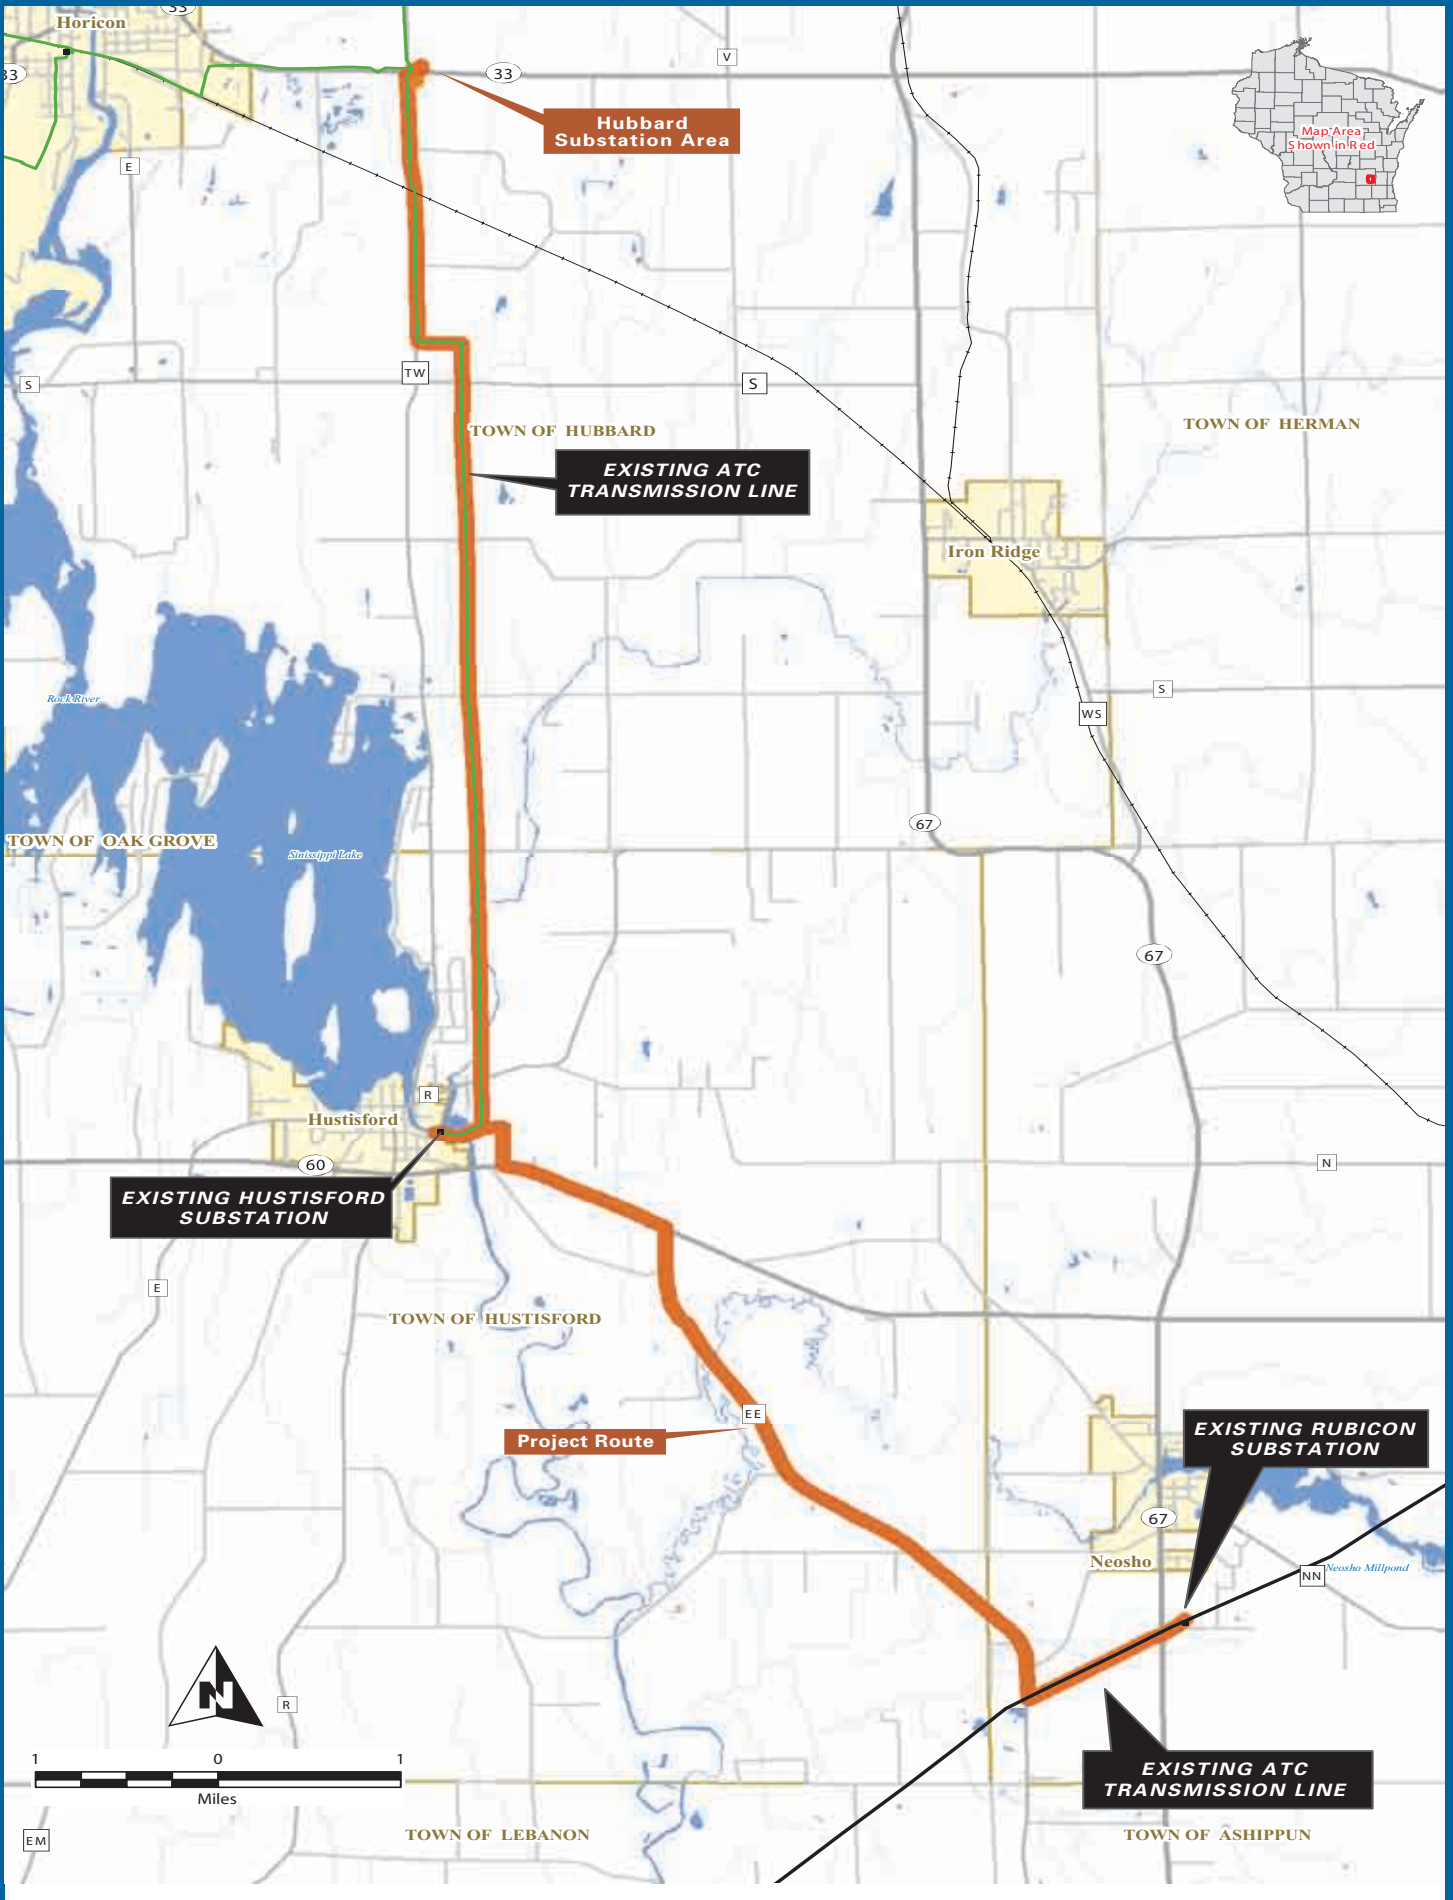 33
Horicon
33
33
V
Hubbard
Substation Area
Map Area
Shown in Red
E
TW
S
S
TOWN OF HUBBARD
TOWN OF HERMAN
EXISTING ATC
TRANSMISSION LINE
Iron Ridge
Rock River
S
WS
67
TOWN OF OAK GROVE
Sinissippi Lake
67
R
Hustisford
60
N
EXISTING HUSTISFORD
SUBSTATION
E
TOWN OF HUSTISFORD
EE
Project Route
EXISTING RUBICON
SUBSTATION
67
Neosho
NN
Neosho Millpond
N
R
1 0 1
Miles
EXISTING ATC
TRANSMISSION LINE
EM
TOWN OF LEBANON
TOWN OF ASHIPPUN